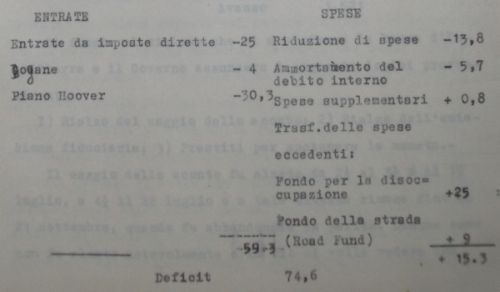 ENTRATE SPESE
Entrate da imposte dirette -25 Riduzione di spese -13,8
Dogane - 4 Ammortamento del - 5,7
debito interno
Piano Hoover -30,3 Spese supplementari + 0,8
Trasf.delle spese
eccedenti:
Fondo per la disoc=
cupazione +25
Fondo della strada
-59.3 (Road Fund) + 9
+ 15.3
Deficit 74,6